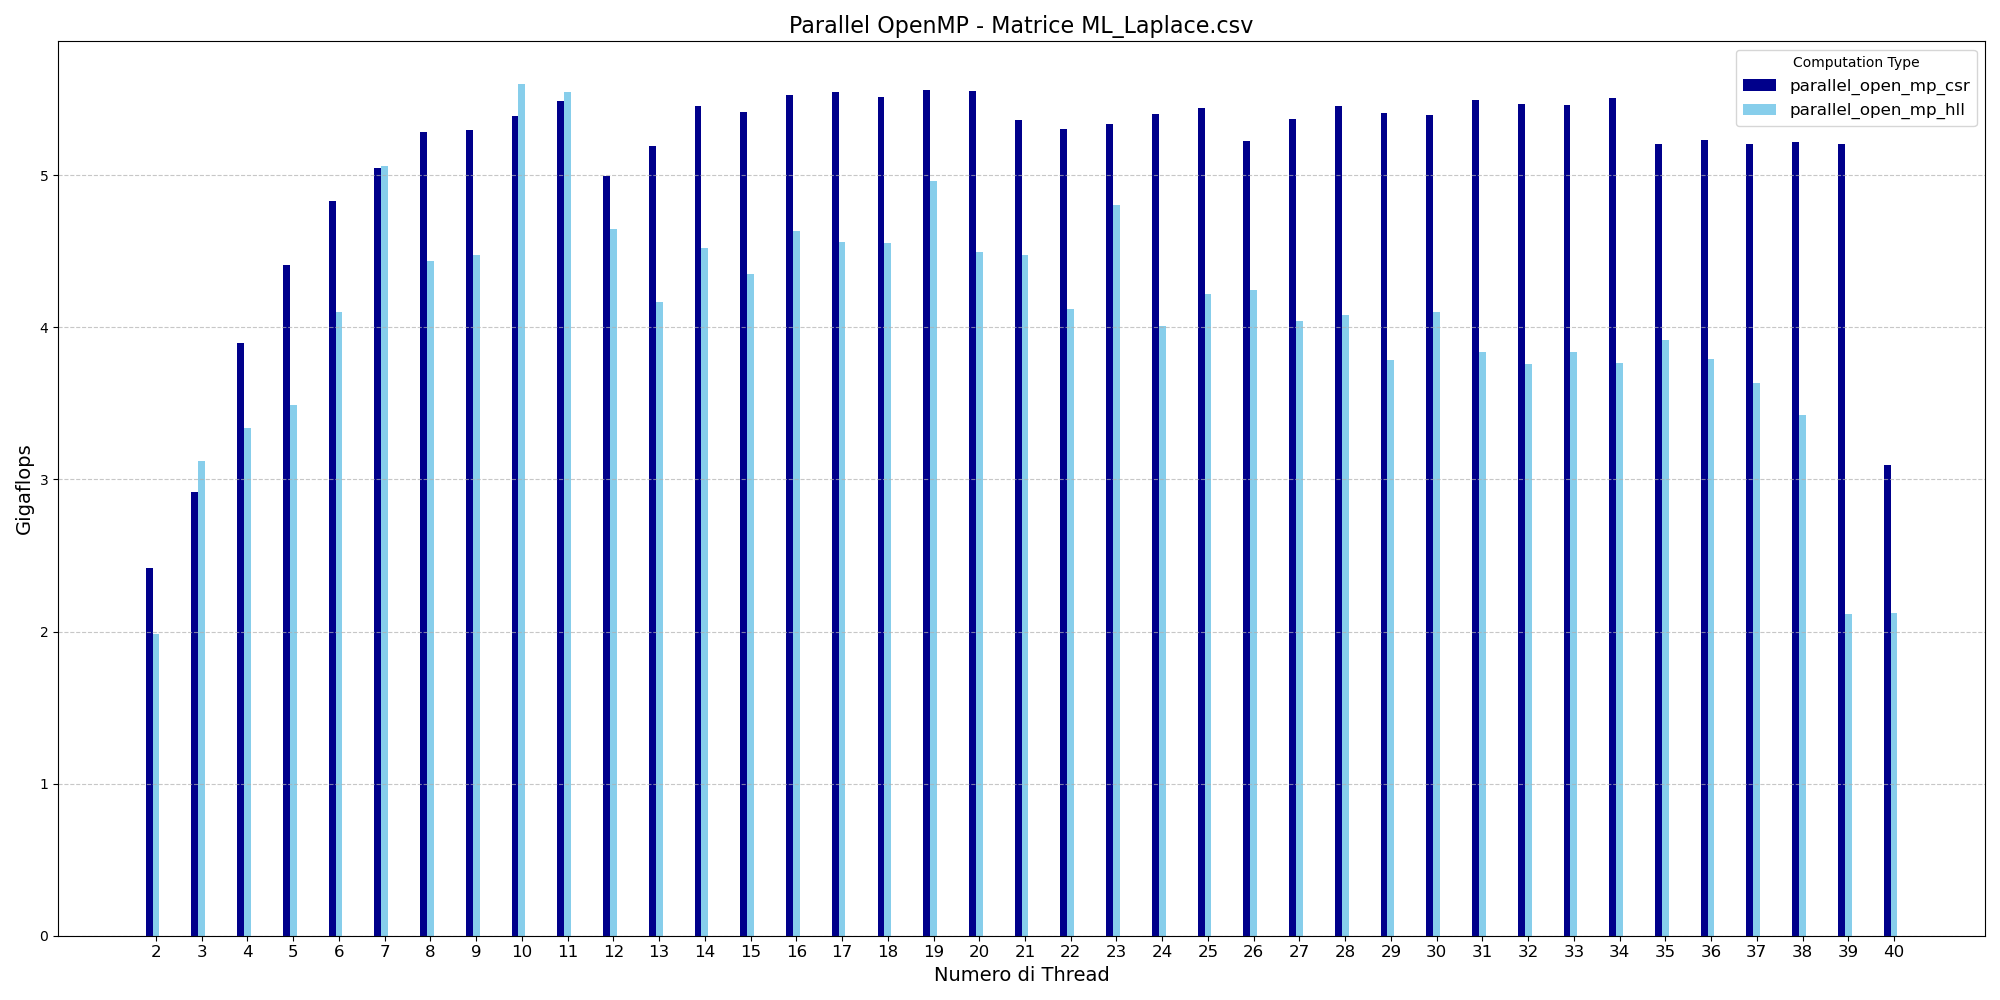 Parallel OpenMP - Matrice ML_Laplace.csv
Computation Type
parallel_open_mp_csr
parallel_open_mp_hll
Gigaflops
5
4
3
2
1
0
2 3 4 5 6 7 8 9 10 11 12 13 14 15 16 17 18 19 20 21 22 23 24 25 26 27 28 29 30 31 32 33 34 35 36 37 38 39 40
Numero di Thread